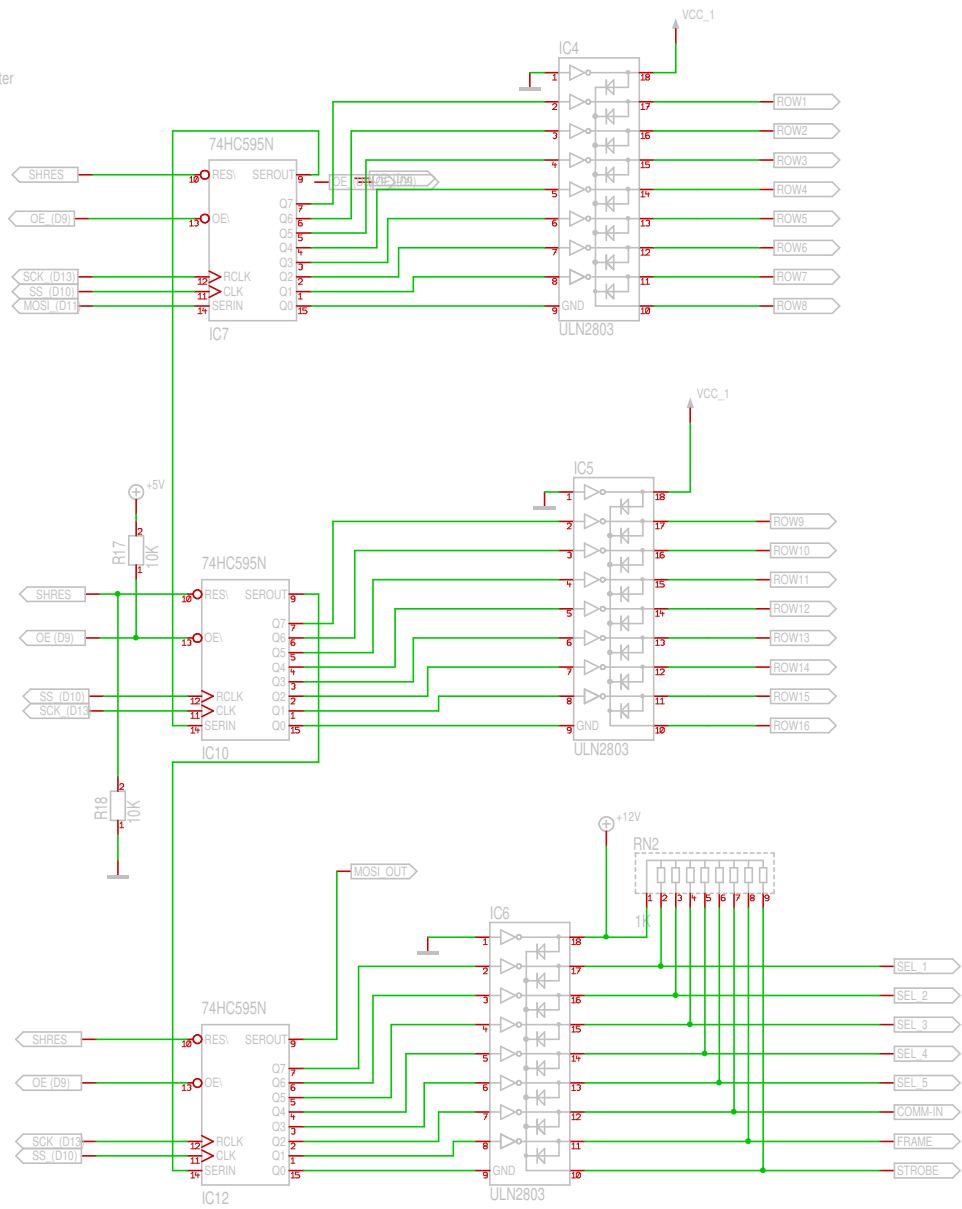 VCC_1
IC4
ter
1 18
2 17 ROW1
3 16 ROW2
74HC595N
4 15 ROW3
SHRES 10 RES\ SEROUT 9
OE_(D9)
5 14 ROW4
Q7 7
OE_(D9) 13 OE\ Q6 6
6 13 ROW5
Q5 5
Q4 4
7 12 ROW6
Q3 3
SCK_(D13) 12 RCLK Q2 2
8 11 ROW7
SS_(D10) 11 CLK Q1 1
MOSI_(D11 14 SERIN Q0 15
9 GND 10 ROW8
IC7
ULN2803
VCC_1
IC5
+5V
1 18
2 17 ROW9
2
R17
10K
1
3 16 ROW10
74HC595N
4 15 ROW11
SHRES 10 RES\ SEROUT 9
5 14 ROW12
Q7 7
OE (D9) 13 OE\ Q6 6
6 13 ROW13
Q5 5
Q4 4
7 12 ROW14
Q3 3
SS_(D10) 12 RCLK Q2 2
8 11 ROW15
SCK_(D13 11 CLK Q1 1
14 SERIN Q0 15
9 GND 10 ROW16
IC10
ULN2803
2
R18
10K
1
+12V
RN2
MOSI_OUT
1 2 3 4 5 6 7 8 9
1K
IC6
1 18
2 17 SEL_1
3 16 SEL_2
74HC595N
4 15 SEL_3
SHRES 10 RES\ SEROUT 9
5 14 SEL_4
Q7 7
OE (D9) 13 OE\ Q6 6
6 13 SEL_5
Q5 5
Q4 4
7 12 COMM-IN
Q3 3
SCK_(D13 12 RCLK Q2 2
8 11 FRAME
SS_(D10) 11 CLK Q1 1
14 SERIN Q0 15
9 GND 10 STROBE
IC12
ULN2803